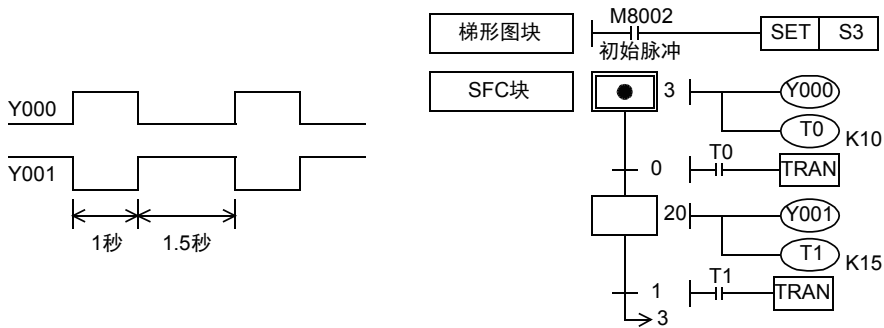 Y000
Y001
1秒 1.5秒
梯形图块 M8002 SET S3
初始脉冲
SFC块 3 Y000
T0 K10
0 T0 TRAN
20 Y001
T1 K15
1 T1 TRAN
3